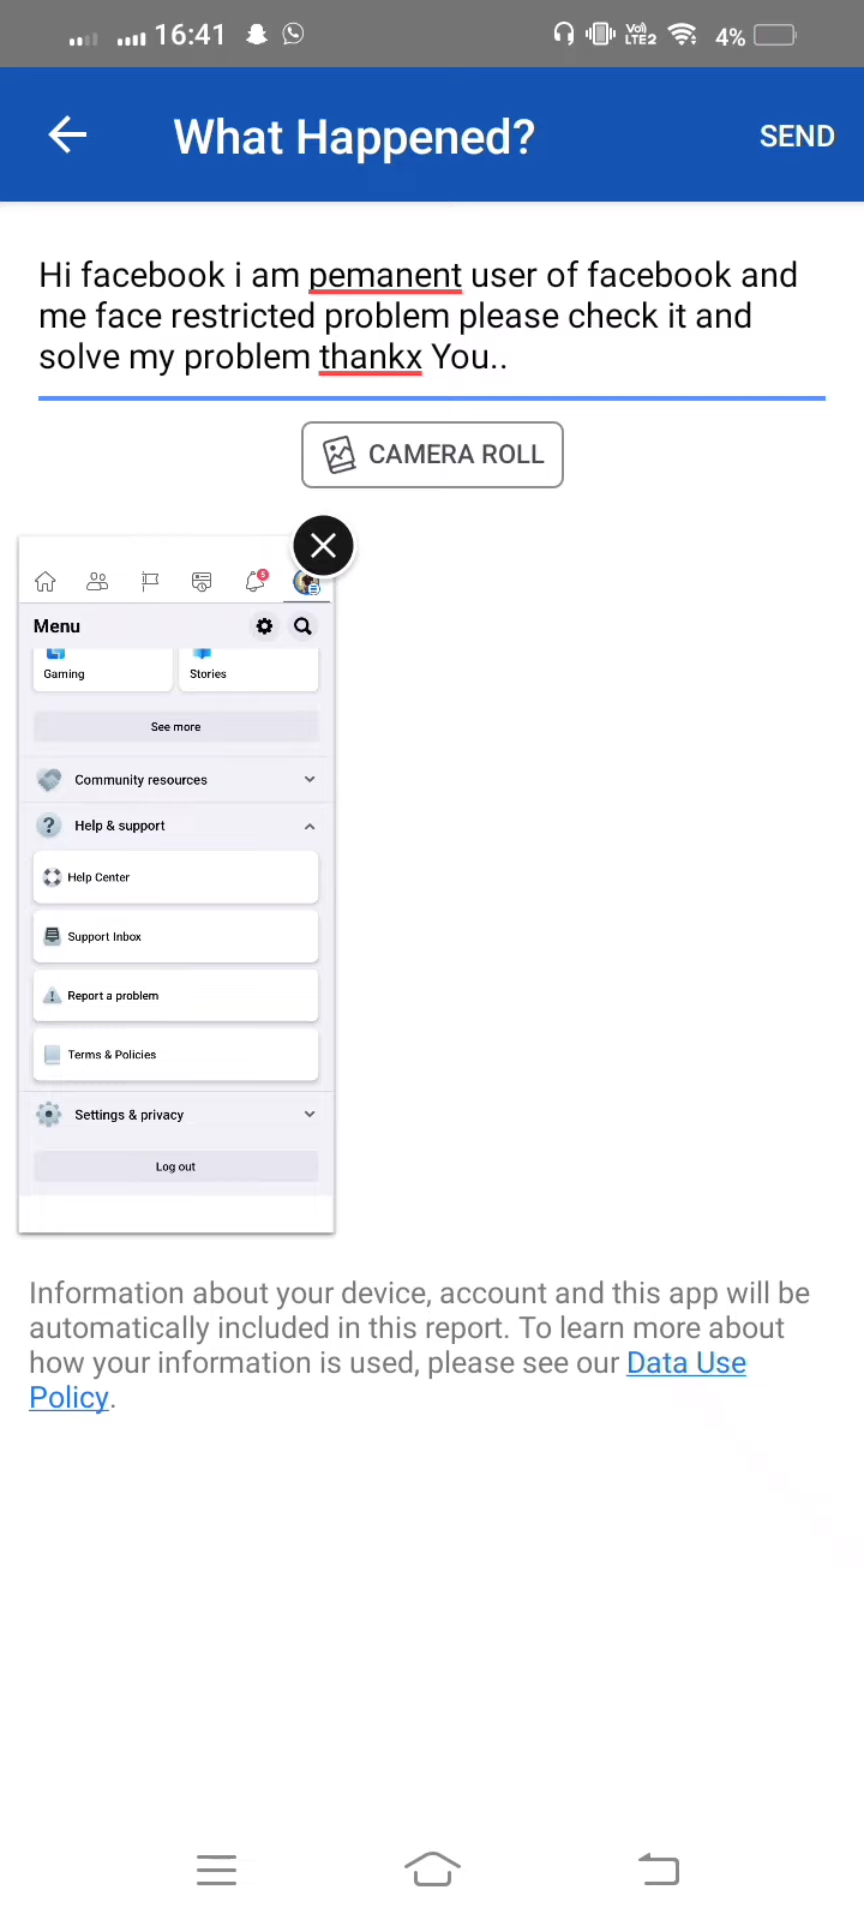 16:41
Vo)) LTE2
4%
What Happened?
SEND
Hi facebook i am pemanent user of facebook and
me face restricted problem please check it and
solve my problem thankx You..
CAMERA ROLL
5
Menu
Gaming
Stories
See more
Community resources
Help & support
Help Center
Support Inbox
Report a problem
Terms & Policies
Settings & privacy
Log out
Information about your device, account and this app will be
automatically included in this report. To learn more about
how your information is used, please see our Data Use
Policy.